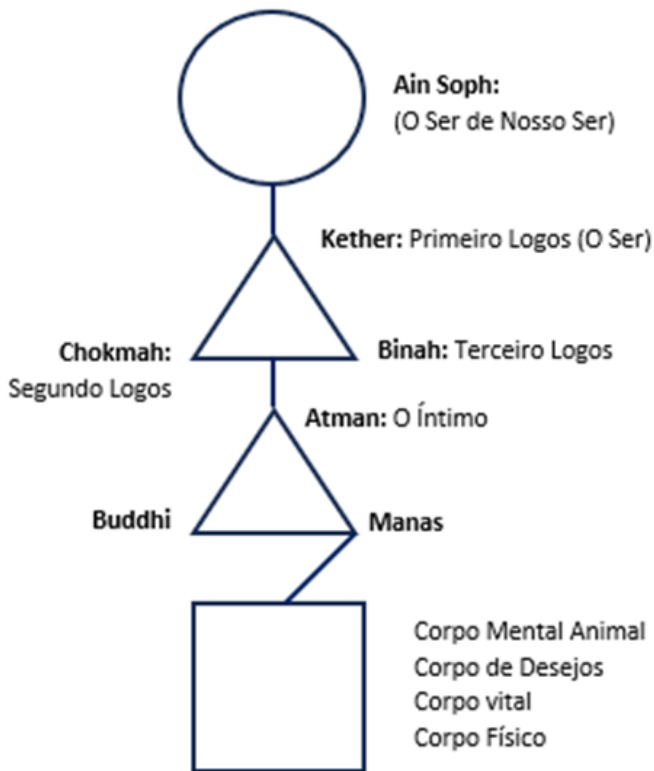 Ain Soph:
(O Ser de Nosso Ser)
Kether: Primeiro Logos (O Ser)
Chokmah:
Segundo Logos
Binah: Terceiro Logos
Atman: O Íntimo
Buddhi
Manas
Corpo Mental Animal
Corpo de Desejos
Corpo vital
Corpo Físico